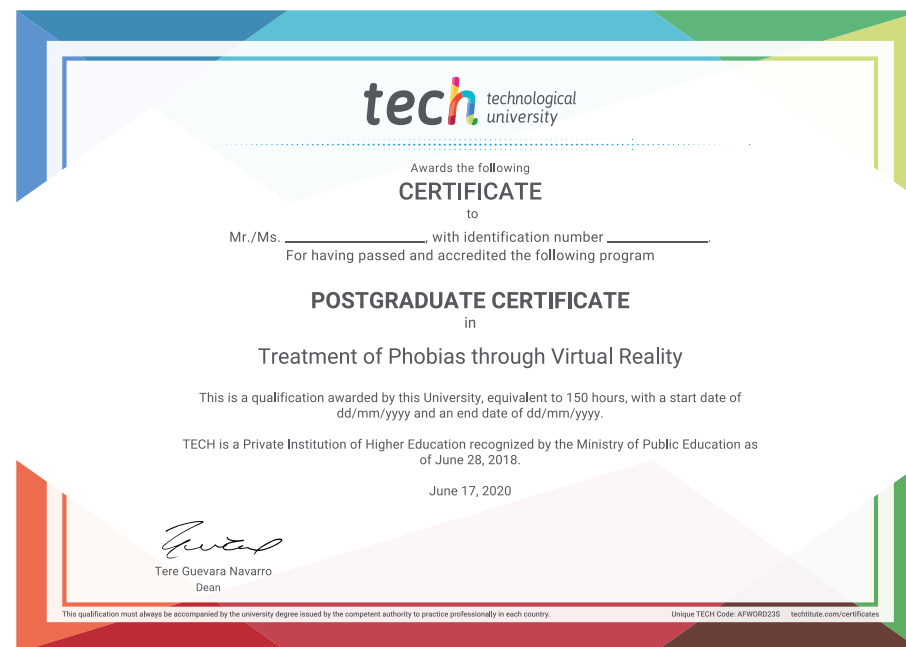 tech technological
university
Awards the following
CERTIFICATE
to
Mr./Ms. ____________________, with identification number ______________.
For having passed and accredited the following program
POSTGRADUATE CERTIFICATE
in
Treatment of Phobias through Virtual Reality
This is a qualification awarded by this University, equivalent to 150 hours, with a start date of
dd/mm/yyyy and an end date of dd/mm/yyyy.
TECH is a Private Institution of Higher Education recognized by the Ministry of Public Education as
of June 28, 2018.
June 17, 2020
Tere Guevara Navarro
Dean
This qualification must always be accompanied by the university degree issued by the competent authority to practice professionally in each country. Unique TECH Code: AFWORD23S techtitute.com/certificates